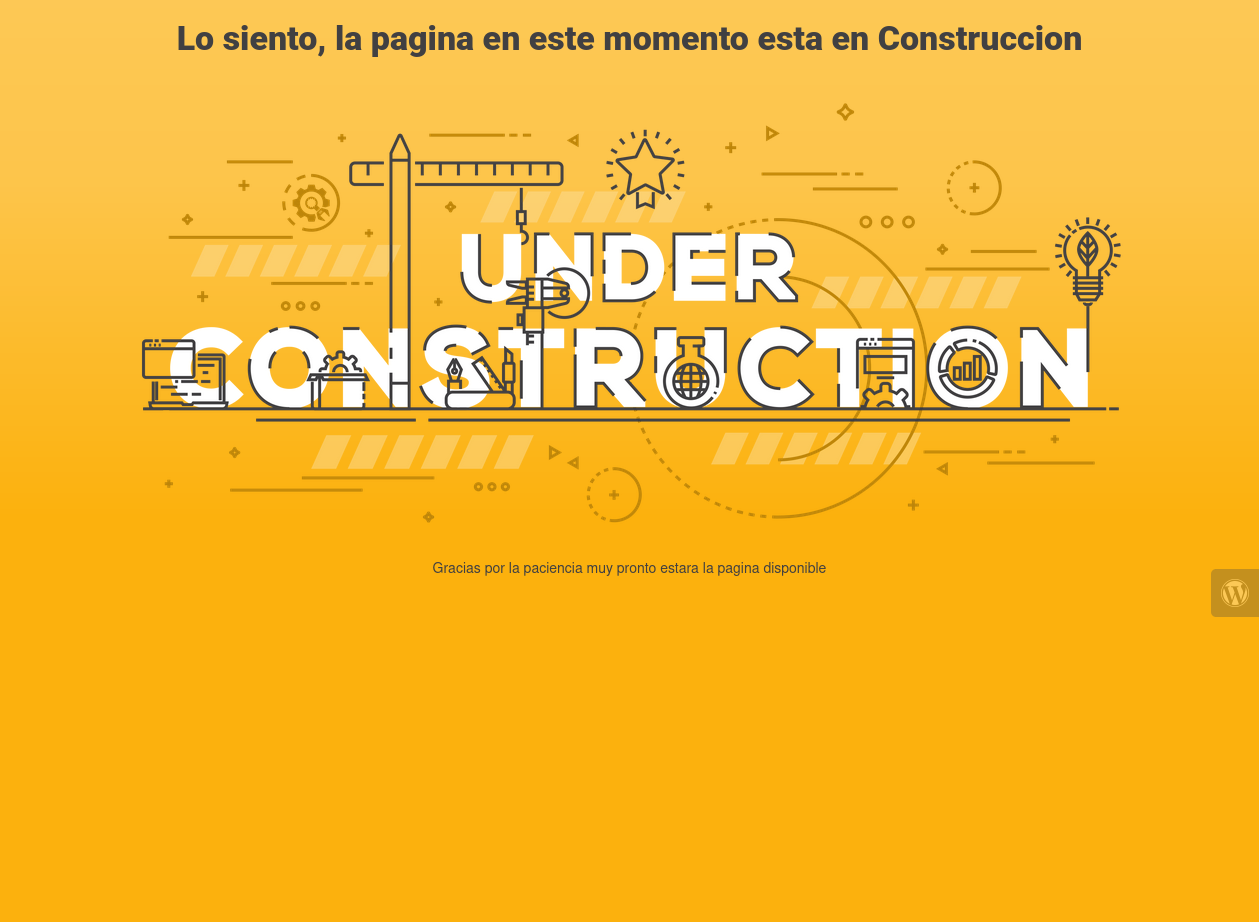 Lo siento, la pagina en este momento esta en Construccion
UNDER
CONSTRUCTION
Gracias por la paciencia muy pronto estara la pagina disponible